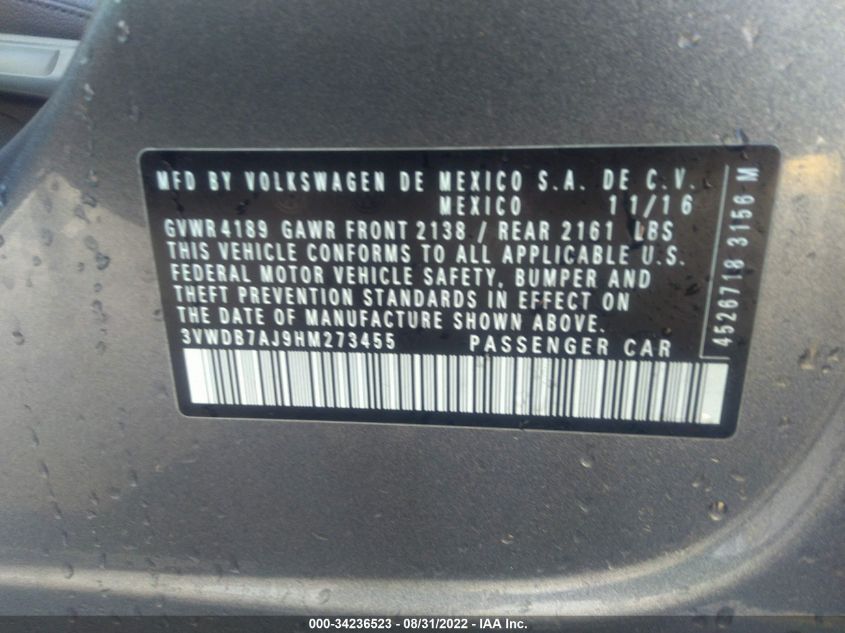 MFD BY VOLKSWAGEN DE MEXICO S.A. DE C.V.
MEXICO 11/16
GVWR 4189 GAWR FRONT 2138 / REAR 2161 LBS
THIS VEHICLE CONFORMS TO ALL APPLICABLE U.S.
FEDERAL MOTOR VEHICLE SAFETY, BUMPER AND
THEFT PREVENTION STANDARDS IN EFFECT ON
THE DATE OF MANUFACTURE SHOWN ABOVE.
3VWDB7AJ9HM273455 PASSENGER CAR
4526718 3156 M
000-34236523 - 08/31/2022 - IAA Inc.